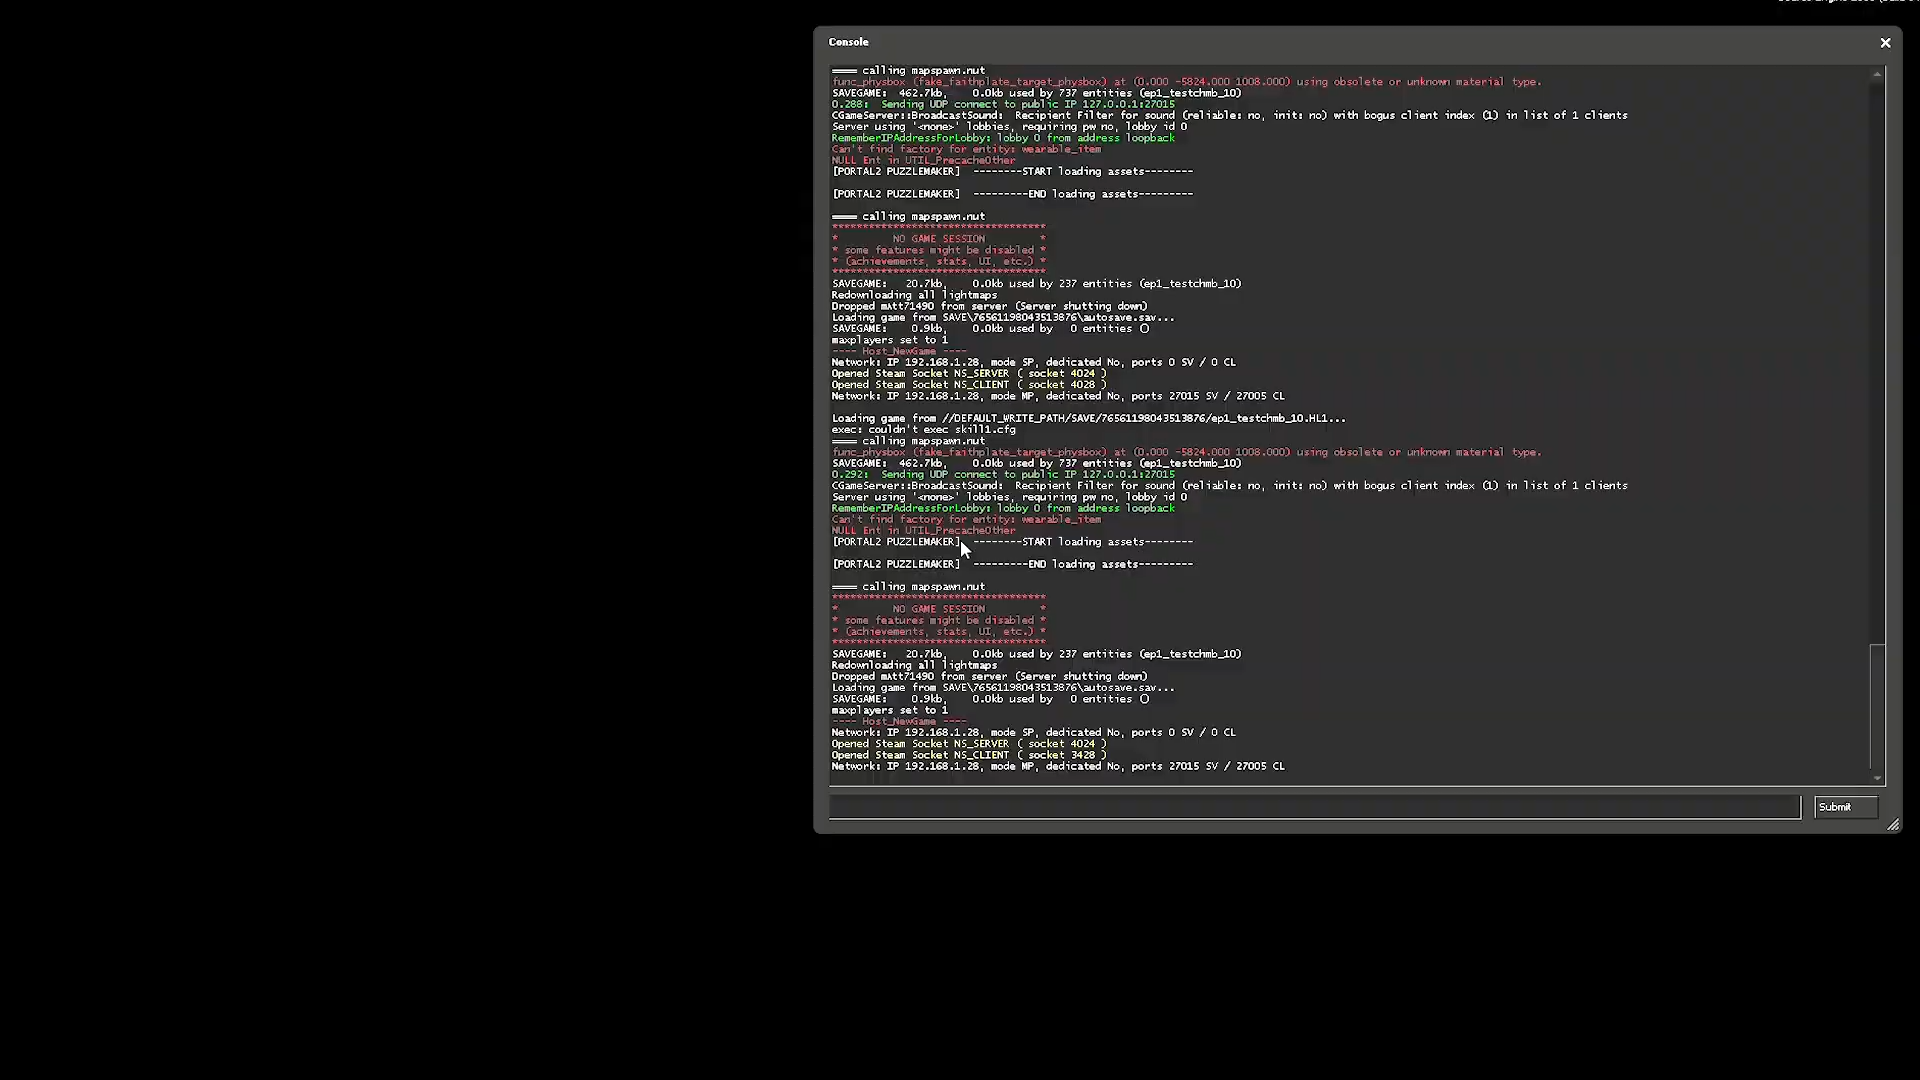 Console
calling mapspawn.nut
func_physbox (fake_faithplate_target_physbox) at (0.000 -5824.000 1008.000) using obsolete or unknown material type.
SAVEGAME:  462.7kb,    0.0kb used by 737 entities (ep1_testchmb_10)
0.288:  Sending UDP connect to public IP 127.0.0.1:27015
CGameServer::BroadcastSound:  Recipient Filter for sound (reliable: no, init: no) with bogus client index (1) in list of 1 clients
Server using '<none>' lobbies, requiring pw no, lobby id 0
RememberIPAddressForLobby: lobby 0 from address loopback
Can't find factory for entity: wearable_item
NULL Ent in UTIL_PrecacheOther
[PORTAL2 PUZZLEMAKER]  --------START loading assets--------
[PORTAL2 PUZZLEMAKER]  ---------END loading assets---------
calling mapspawn.nut
***********************************
*         NO GAME SESSION         *
* some features might be disabled *
* (achievements, stats, UI, etc.) *
***********************************
SAVEGAME:   20.7kb,    0.0kb used by 237 entities (ep1_testchmb_10)
Redownloading all lightmaps
Dropped mAtt71490 from server (Server shutting down)
Loading game from SAVE\76561198043513876\autosave.sav...
SAVEGAME:    0.9kb,    0.0kb used by   0 entities ()
maxplayers set to 1
---- Host_NewGame ----
Network: IP 192.168.1.28, mode SP, dedicated No, ports 0 SV / 0 CL
Opened Steam Socket NS_SERVER ( socket 4024 )
Opened Steam Socket NS_CLIENT ( socket 4028 )
Network: IP 192.168.1.28, mode MP, dedicated No, ports 27015 SV / 27005 CL
Loading game from //DEFAULT_WRITE_PATH/SAVE/76561198043513876/ep1_testchmb_10.HL1...
exec: couldn't exec skill1.cfg
calling mapspawn.nut
func_physbox (fake_faithplate_target_physbox) at (0.000 -5824.000 1008.000) using obsolete or unknown material type.
SAVEGAME:  462.7kb,    0.0kb used by 737 entities (ep1_testchmb_10)
0.292:  Sending UDP connect to public IP 127.0.0.1:27015
CGameServer::BroadcastSound:  Recipient Filter for sound (reliable: no, init: no) with bogus client index (1) in list of 1 clients
Server using '<none>' lobbies, requiring pw no, lobby id 0
RememberIPAddressForLobby: lobby 0 from address loopback
Can't find factory for entity: wearable_item
NULL Ent in UTIL_PrecacheOther
[PORTAL2 PUZZLEMAKER]  --------START loading assets--------
[PORTAL2 PUZZLEMAKER]  ---------END loading assets---------
calling mapspawn.nut
***********************************
*         NO GAME SESSION         *
* some features might be disabled *
* (achievements, stats, UI, etc.) *
***********************************
SAVEGAME:   20.7kb,    0.0kb used by 237 entities (ep1_testchmb_10)
Redownloading all lightmaps
Dropped mAtt71490 from server (Server shutting down)
Loading game from SAVE\76561198043513876\autosave.sav...
SAVEGAME:    0.9kb,    0.0kb used by   0 entities ()
maxplayers set to 1
---- Host_NewGame ----
Network: IP 192.168.1.28, mode SP, dedicated No, ports 0 SV / 0 CL
Opened Steam Socket NS_SERVER ( socket 4024 )
Opened Steam Socket NS_CLIENT ( socket 3428 )
Network: IP 192.168.1.28, mode MP, dedicated No, ports 27015 SV / 27005 CL
Submit